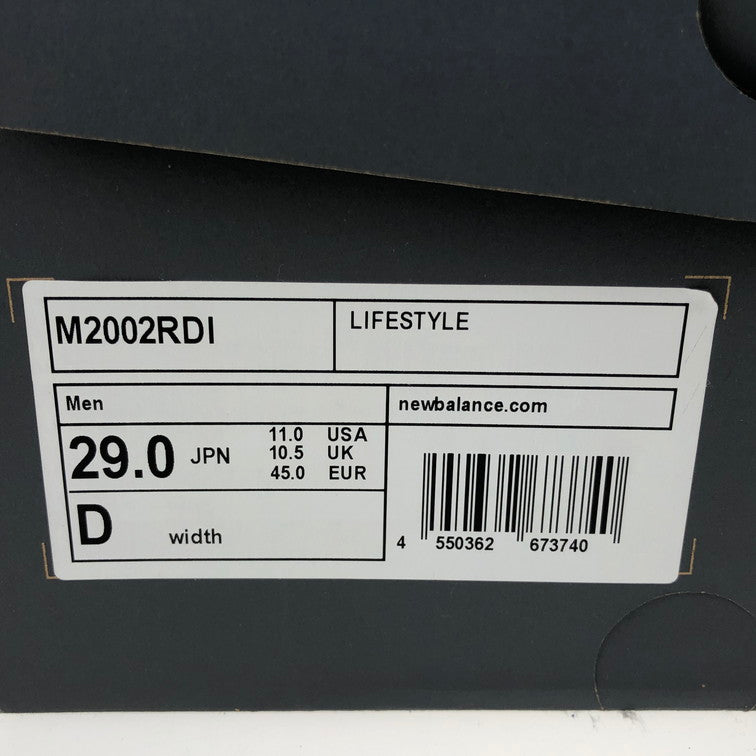 M2002RDI
LIFESTYLE
Men
newbalance.com
29.0 JPN
11.0 USA
10.5 UK
45.0 EUR
D width
4 550362 673740